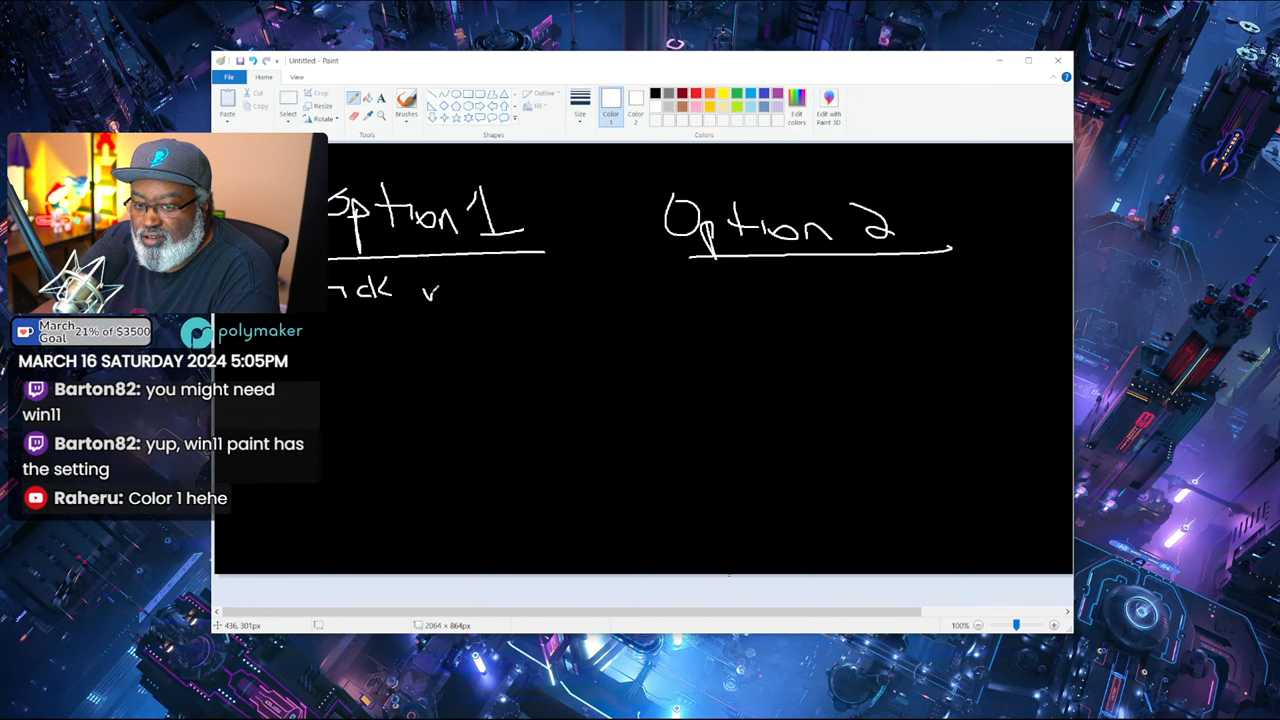 Untitled - Paint
File Home View
Cut
Copy
Paste
Clipboard
Crop
Resize
Rotate
Select
Tools
Brushes
Shapes
Outline
Fill
Size
Color 1
Color 2
Edit colors
Edit with Paint 3D
Colors
Option 1
Option 2
March Goal
21% of $3500
polymaker
MARCH 16 SATURDAY 2024 5:05PM
Barton82: you might need
win11
Barton82: yup, win11 paint has
the setting
Raheru: Color 1 hehe
436, 301px
2064 × 864px
100%